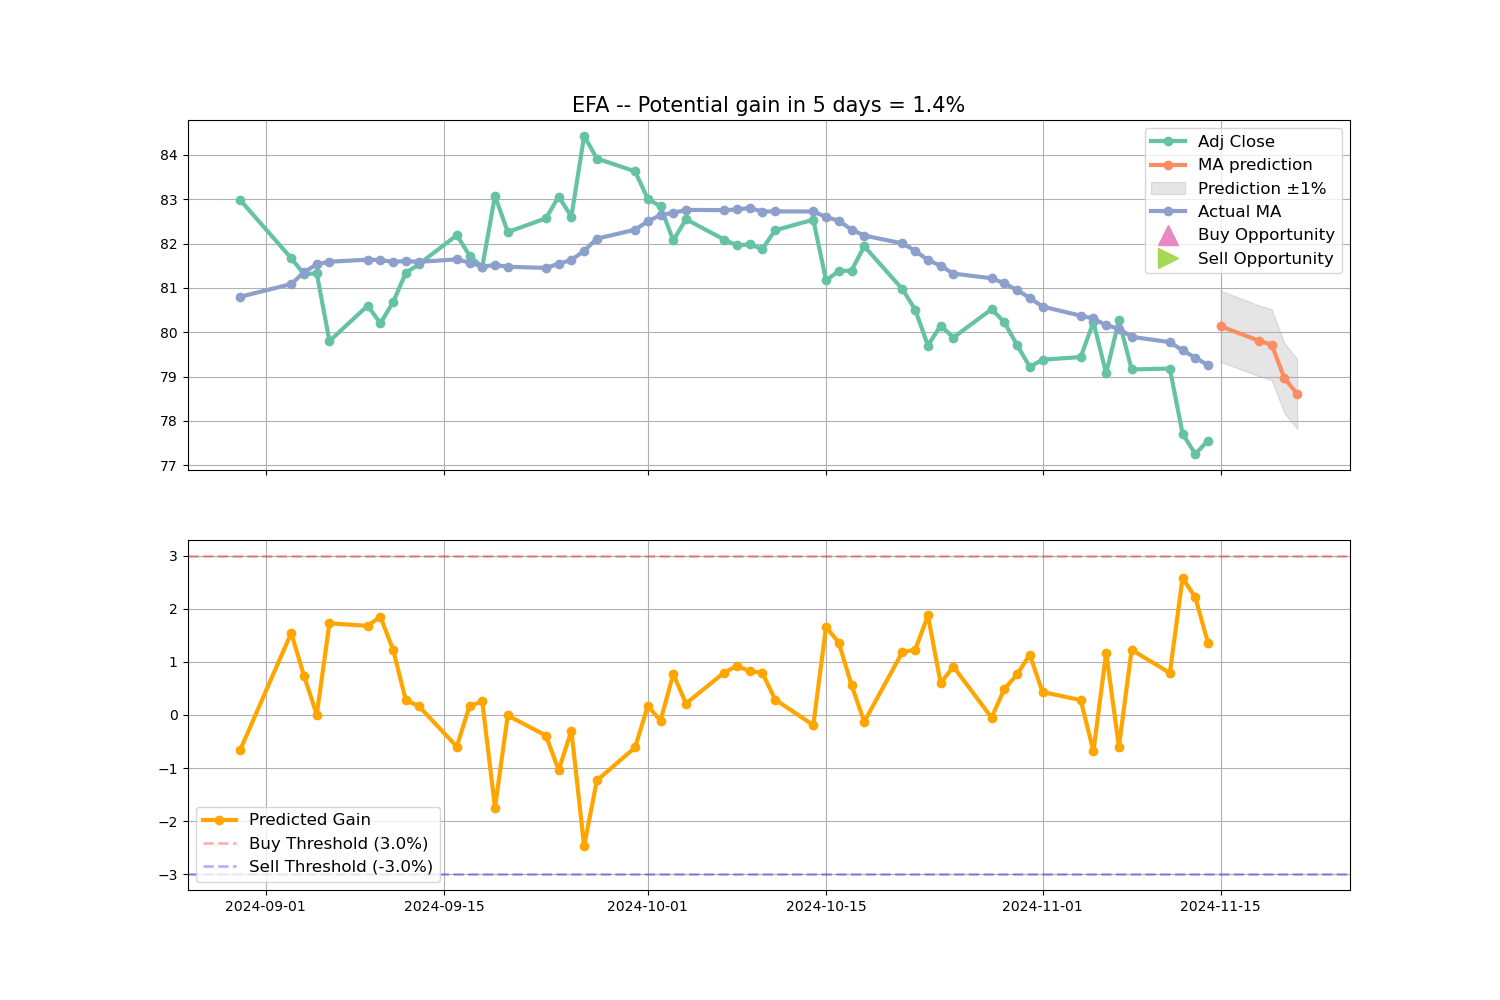 EFA -- Potential gain in 5 days = 1.4%
84
83
82
81
80
79
78
77
Adj Close
MA prediction
Prediction ±1%
Actual MA
Buy Opportunity
Sell Opportunity
3
2
1
0
−1
−2
−3
Predicted Gain
Buy Threshold (3.0%)
Sell Threshold (-3.0%)
2024-09-01 2024-09-15 2024-10-01 2024-10-15 2024-11-01 2024-11-15